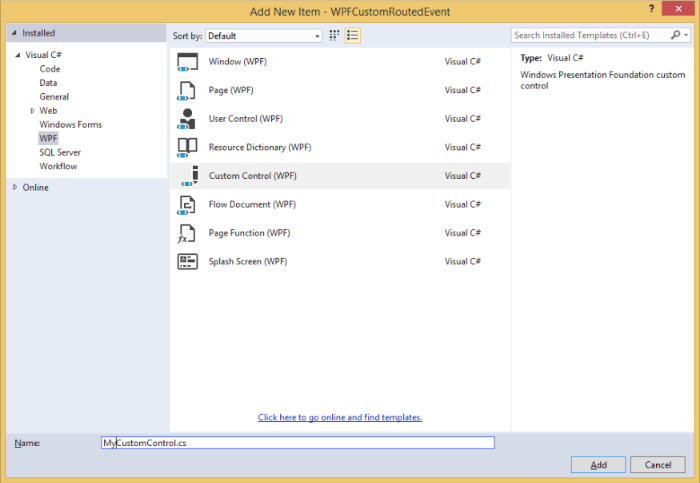 Add New Item - WPFCustomRoutedEvent
? x
Installed
Sort by: Default
Search Installed Templates (Ctrl+E)
Visual C#
Code
Data
General
Web
Windows Forms
WPF
SQL Server
Workflow
Online
Window (WPF) Visual C#
Page (WPF) Visual C#
User Control (WPF) Visual C#
Resource Dictionary (WPF) Visual C#
Custom Control (WPF) Visual C#
Flow Document (WPF) Visual C#
Page Function (WPF) Visual C#
Splash Screen (WPF) Visual C#
Type: Visual C#
Windows Presentation Foundation custom
control
Click here to go online and find templates.
Name: MyCustomControl.cs
Add Cancel